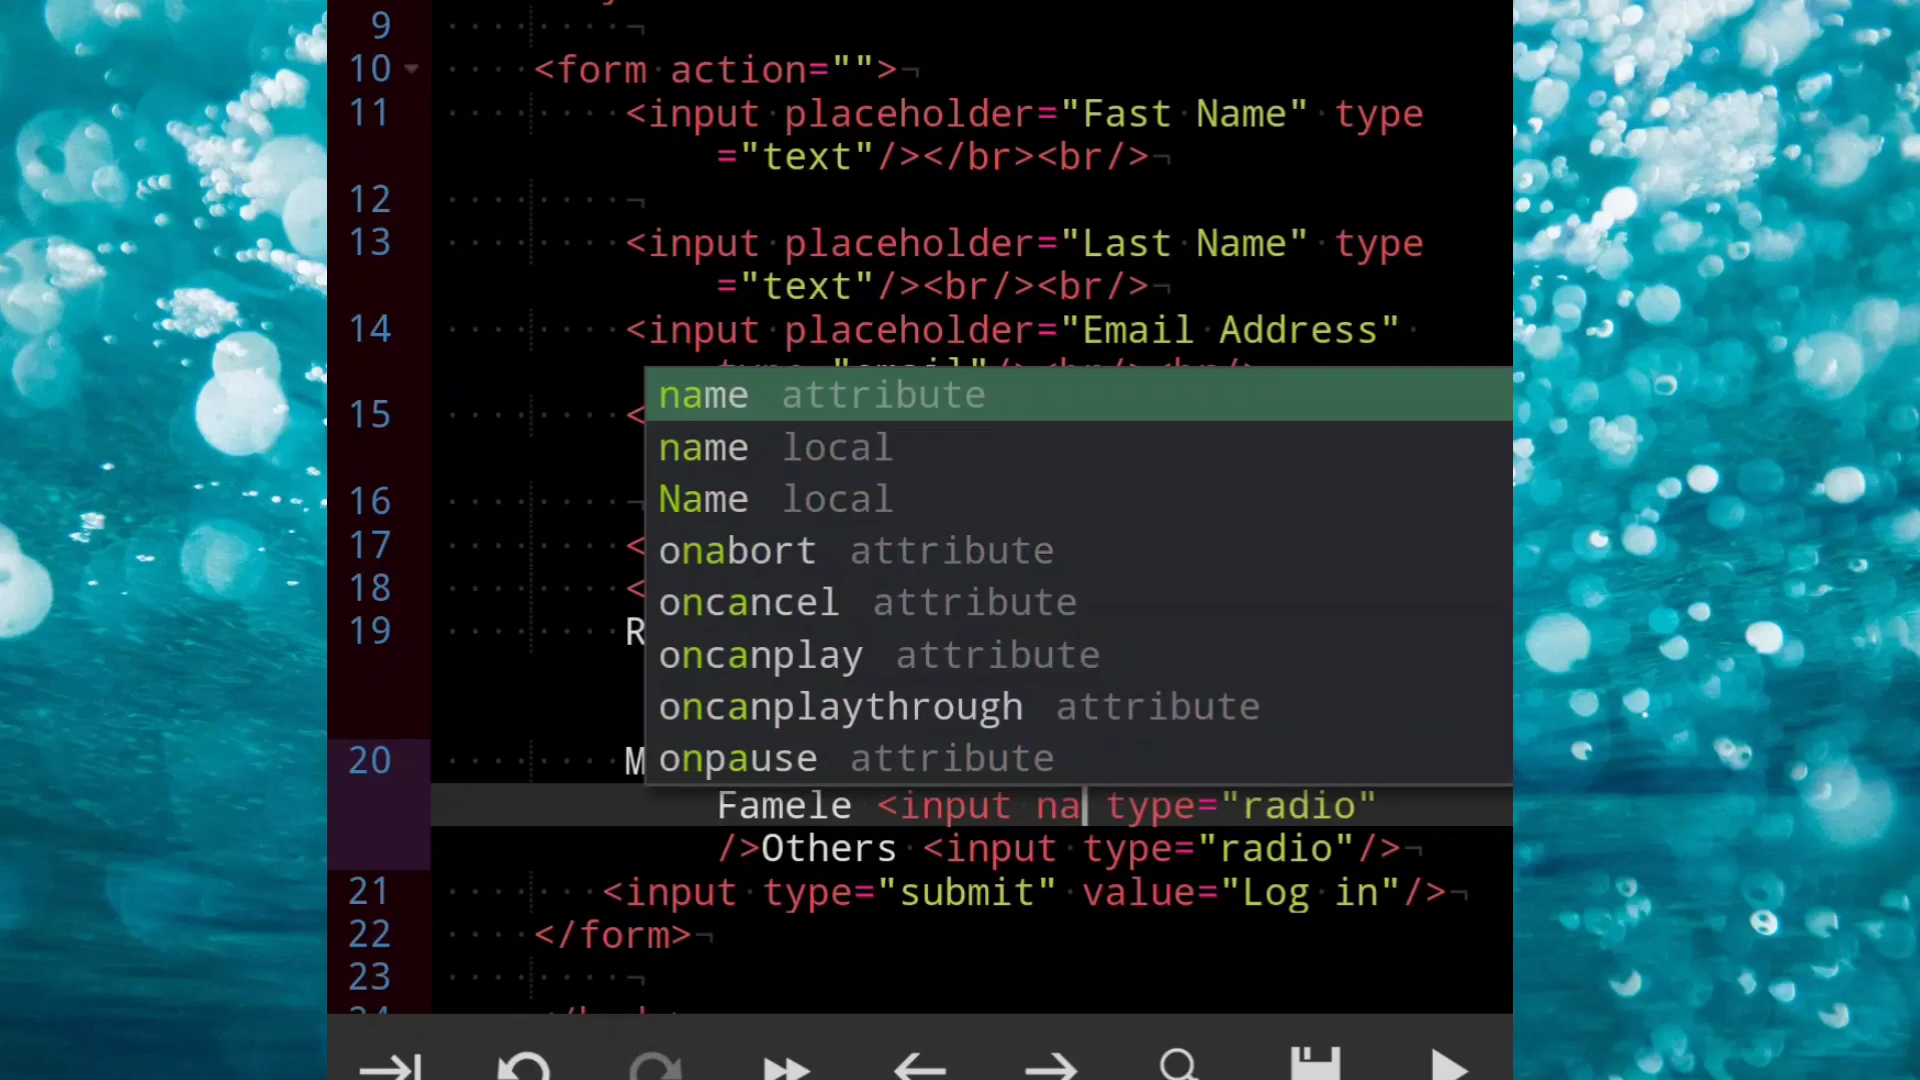 9
10 <form action="">
11 <input placeholder="Fast Name" type
="text"/></br><br/>
12
13 <input placeholder="Last Name" type
="text"/><br/><br/>
14 <input placeholder="Email Address"
name attribute
15 <
name local
Name local
16
onabort attribute
17 <
18 <
oncancel attribute
19 R
oncanplay attribute
oncanplaythrough attribute
20 M
onpause attribute
Famele <input na type="radio"
/>Others <input type="radio"/>
21 <input type="submit" value="Log in"/>
22 </form>
23